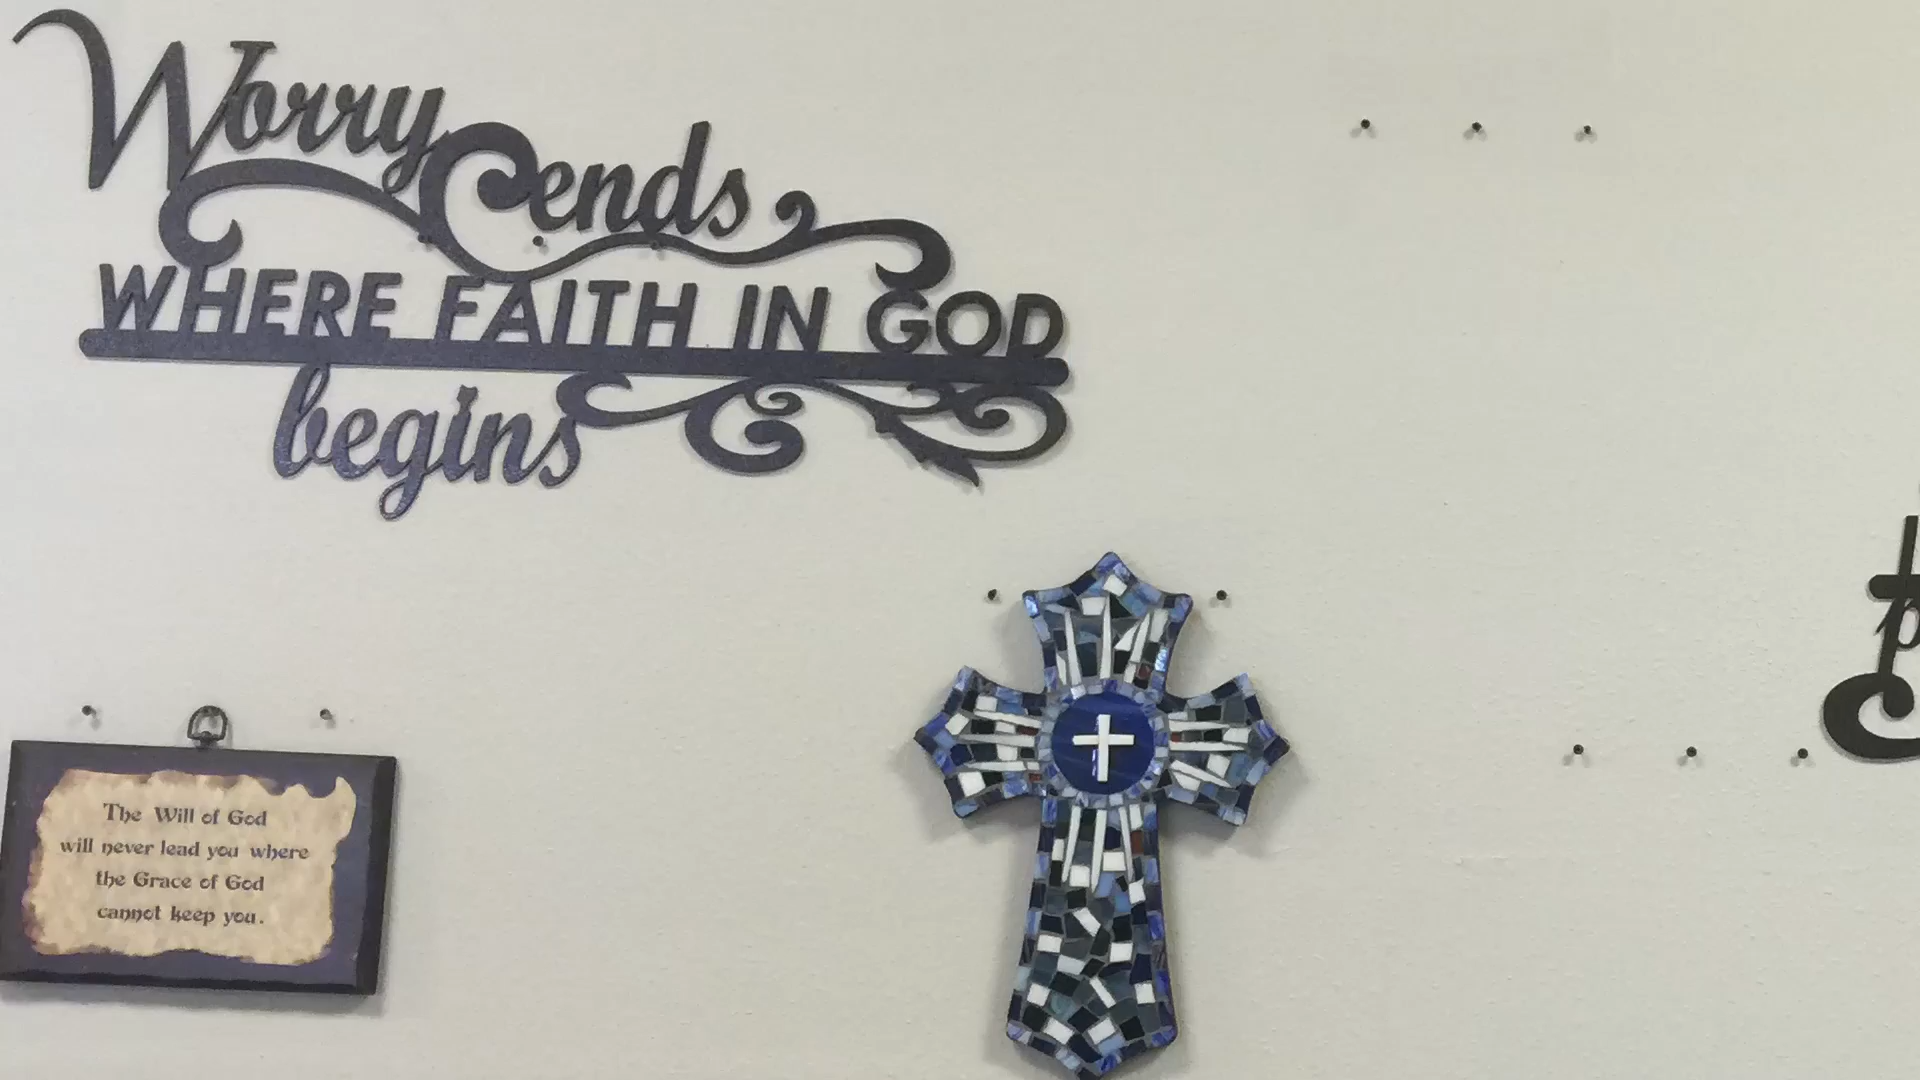 Worry ends
WHERE FAITH IN GOD
begins
The Will of God
will never lead you where
the Grace of God
cannot keep you.